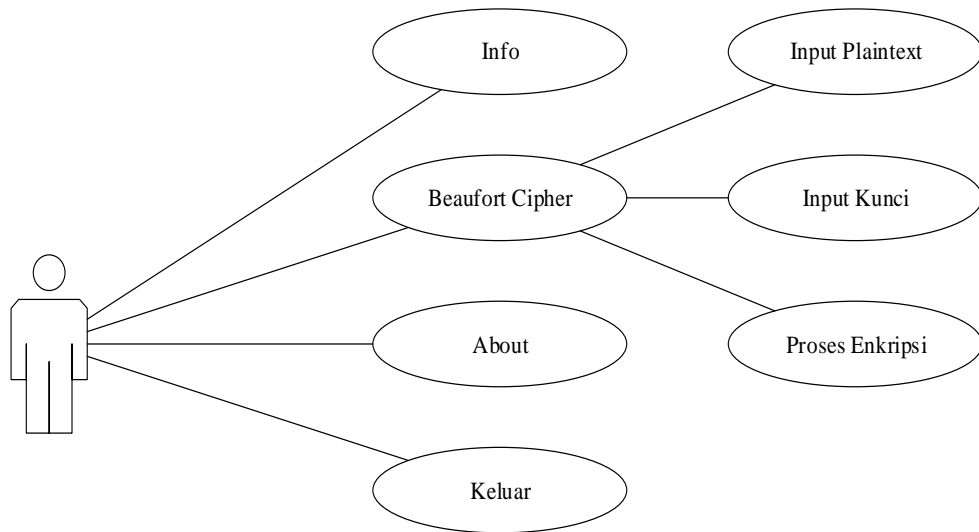 Info
Input Plaintext
Beaufort Cipher
Input Kunci
About
Proses Enkripsi
Keluar